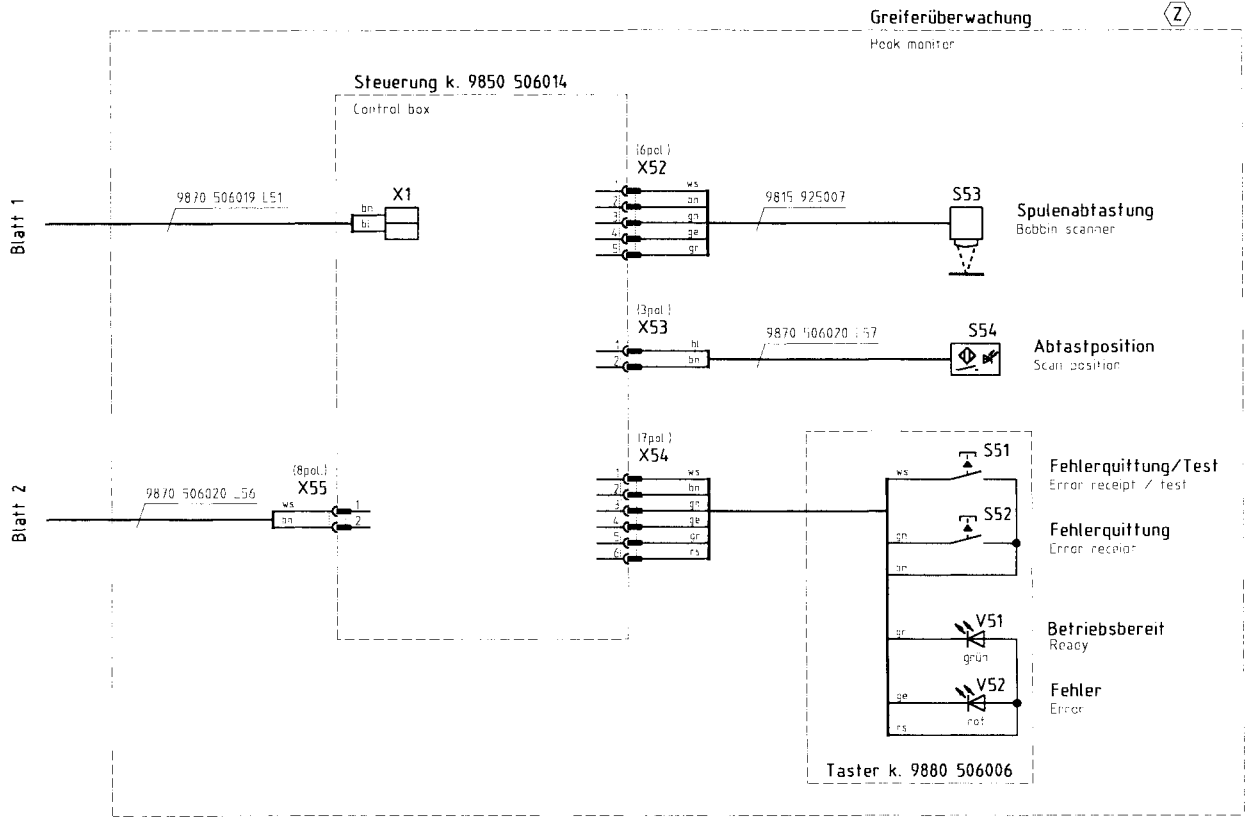 Greiferüberwachung
Z
Hook monitor
Steuerung k. 9850 506014
Control box
Blatt 1
9870 506019 L51
bn
bl
X1
(6pol.)
X52
1 ws
2 bn
3 gn
4 ge
5 gr
9815 925007
S53
Spulenabtastung
Bobbin scanner
(3pol.)
X53
1 bl
2 bn
9870 506020 L57
S54
Abtastposition
Scan position
Blatt 2
9870 506020 L56
(8pol.)
X55
ws 1
bn 2
(7pol.)
X54
1 ws
2 bn
3 gn
4 ge
5 gr
6 rs
ws
S51
Fehlerquittung/Test
Error receipt / test
gn
S52
Fehlerquittung
Error receipt
bn
gr
V51
grün
Betriebsbereit
Ready
ge
V52
rot
Fehler
Error
rs
Taster k. 9880 506006